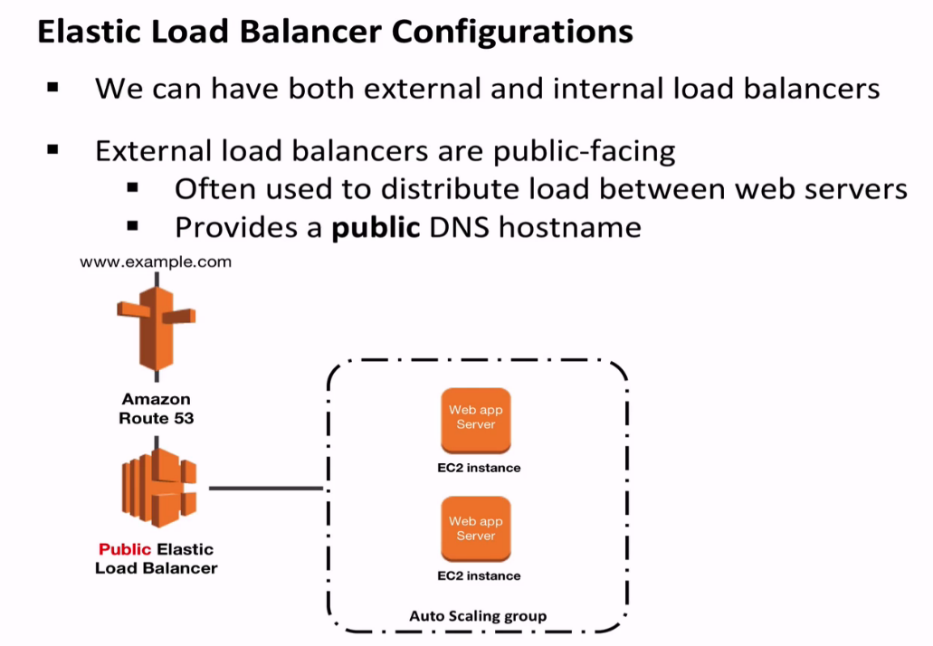 Elastic Load Balancer Configurations
▪ We can have both external and internal load balancers
▪ External load balancers are public-facing
▪ Often used to distribute load between web servers
▪ Provides a public DNS hostname
www.example.com
Amazon
Route 53
Public Elastic
Load Balancer
Web app
Server
EC2 instance
Web app
Server
EC2 instance
Auto Scaling group